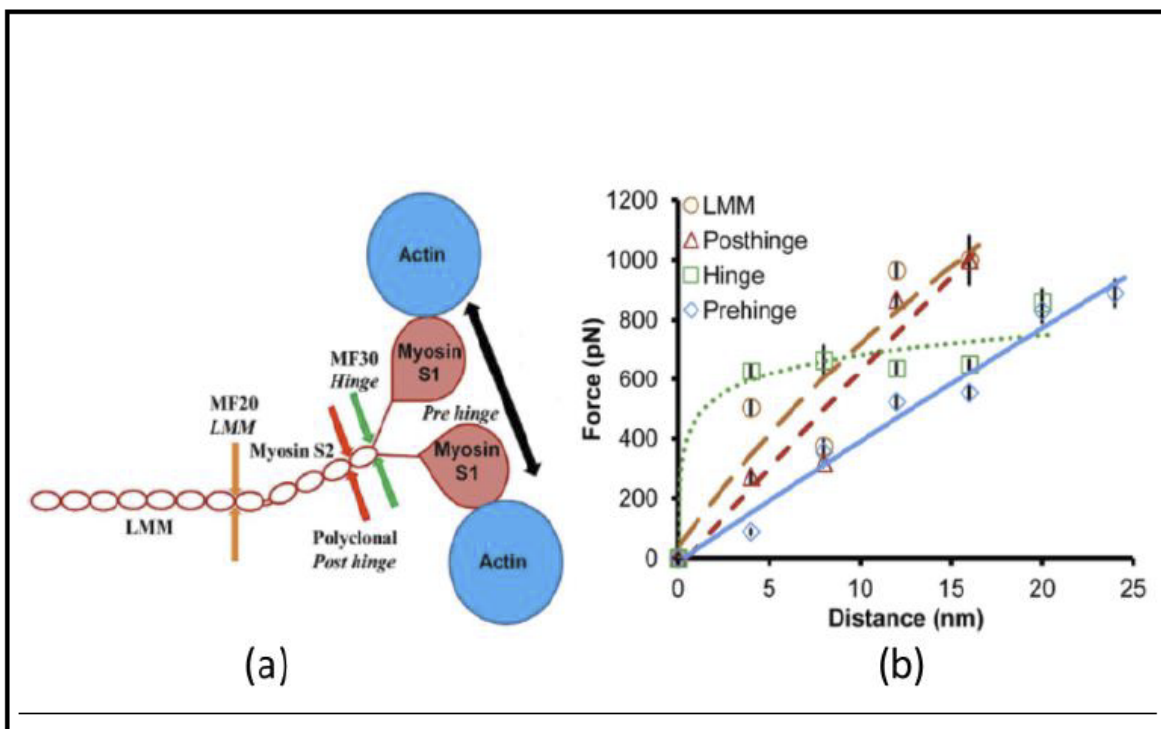 Actin
Myosin
S1
MF30
Hinge
Pre hinge
MF20
LMM
Myosin S2
Myosin
S1
LMM
Polyclonal
Post hinge
Actin
(a)
Force (pN)
1200
1000
800
600
400
200
0
LMM
Posthinge
Hinge
Prehinge
0 5 10 15 20 25
Distance (nm)
(b)